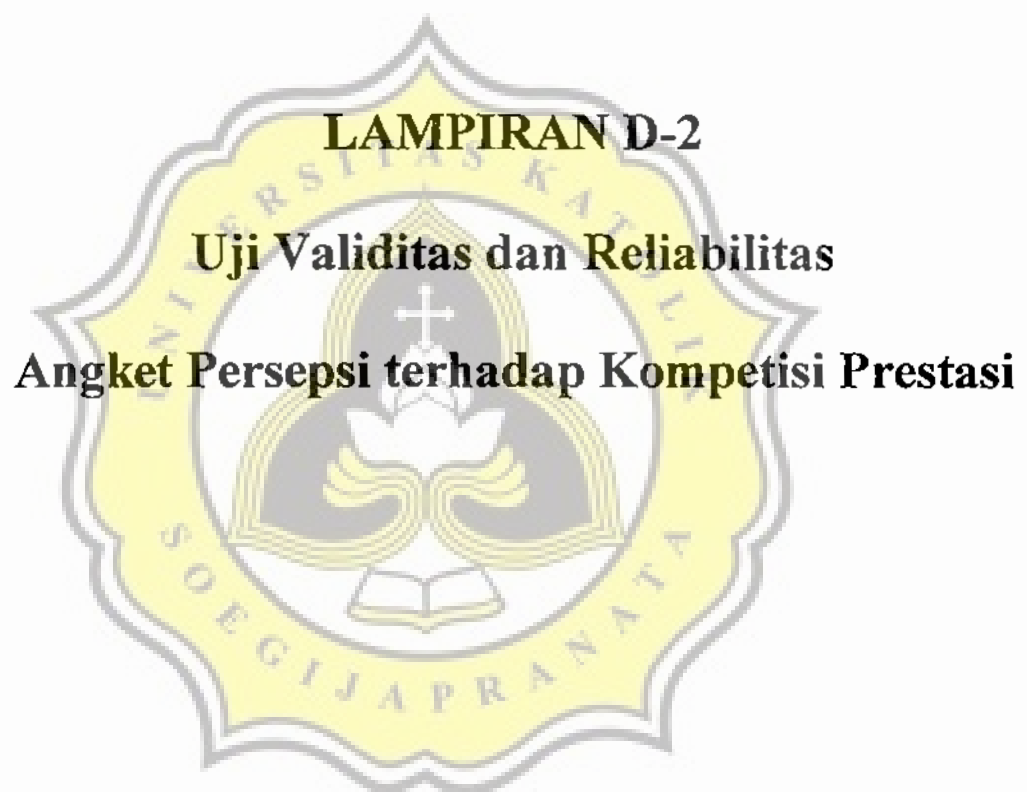 LAMPIRAN D-2
Uji Validitas dan Reliabilitas
Angket Persepsi terhadap Kompetisi Prestasi
UNIVERSITAS KATOLIK
SOEGIJAPRANATA